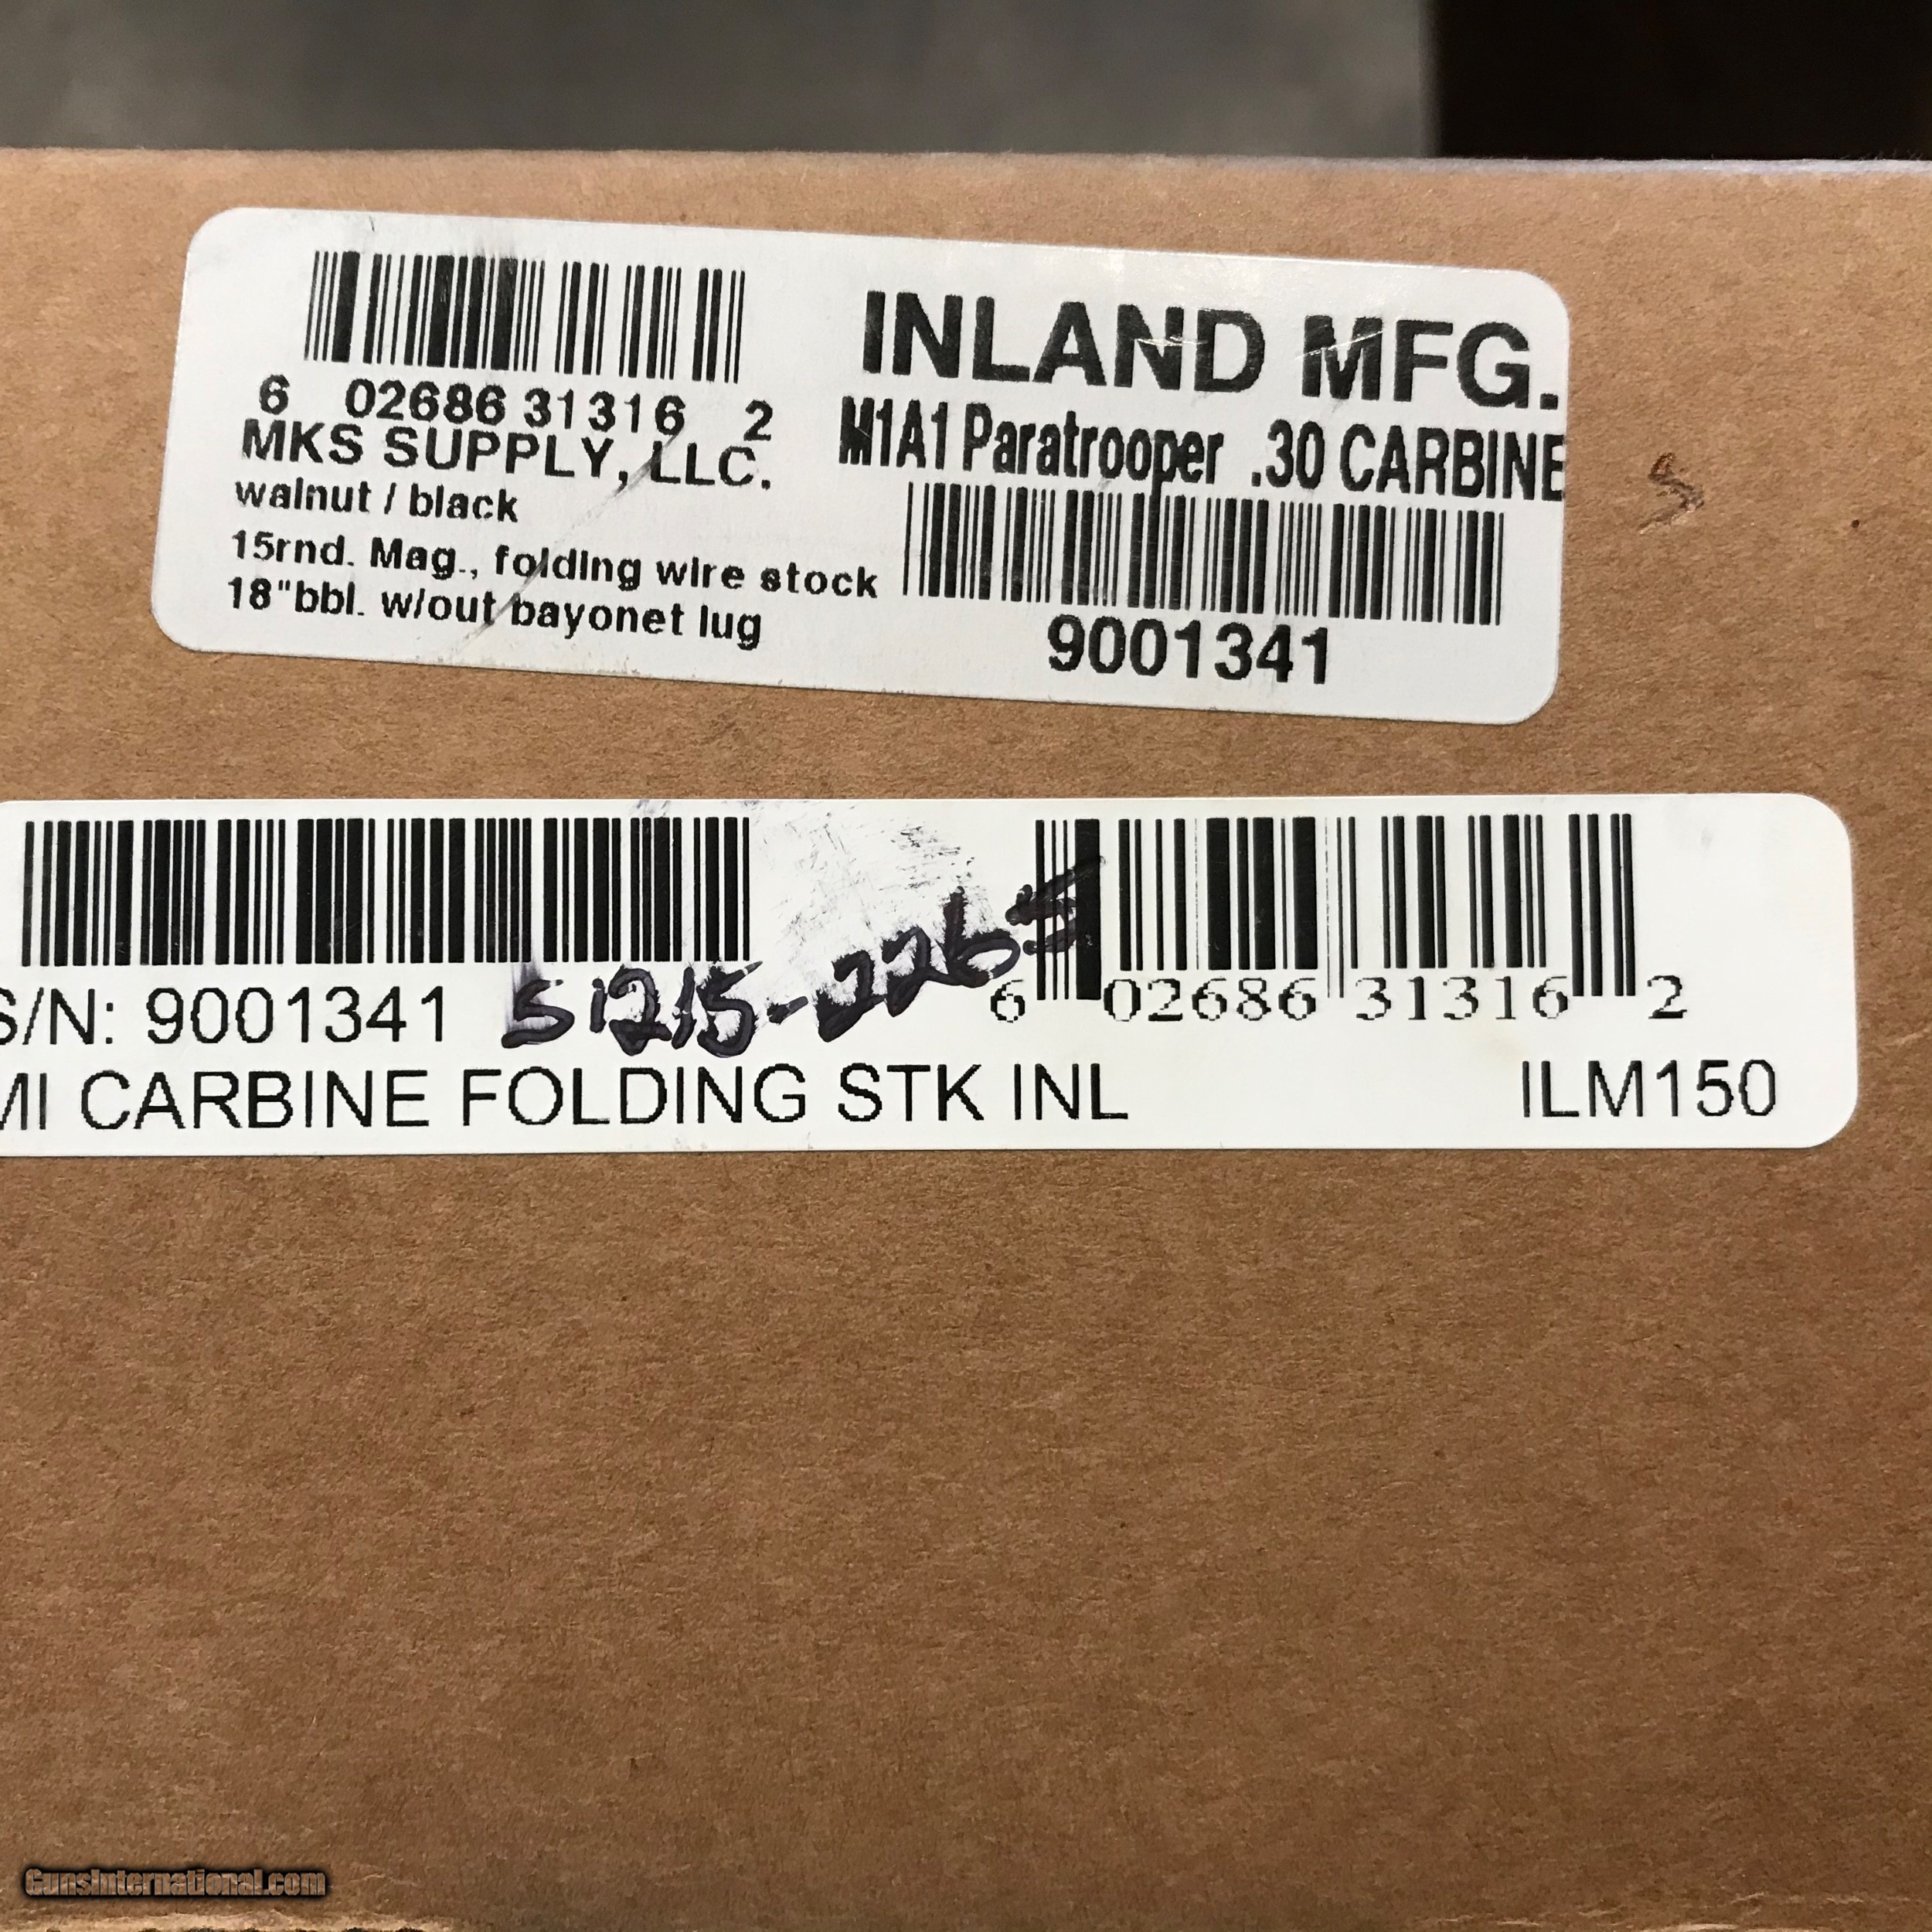 6 02686 31316 2
MKS SUPPLY, LLC.
walnut / black
15rnd. Mag., folding wire stock
18"bbl. w/out bayonet lug
INLAND MFG.
M1A1 Paratrooper .30 CARBINE
9001341
S
S/N: 9001341
51215-2265
6 02686 31316 2
MI CARBINE FOLDING STK INL
ILM150
GunsInternational.com